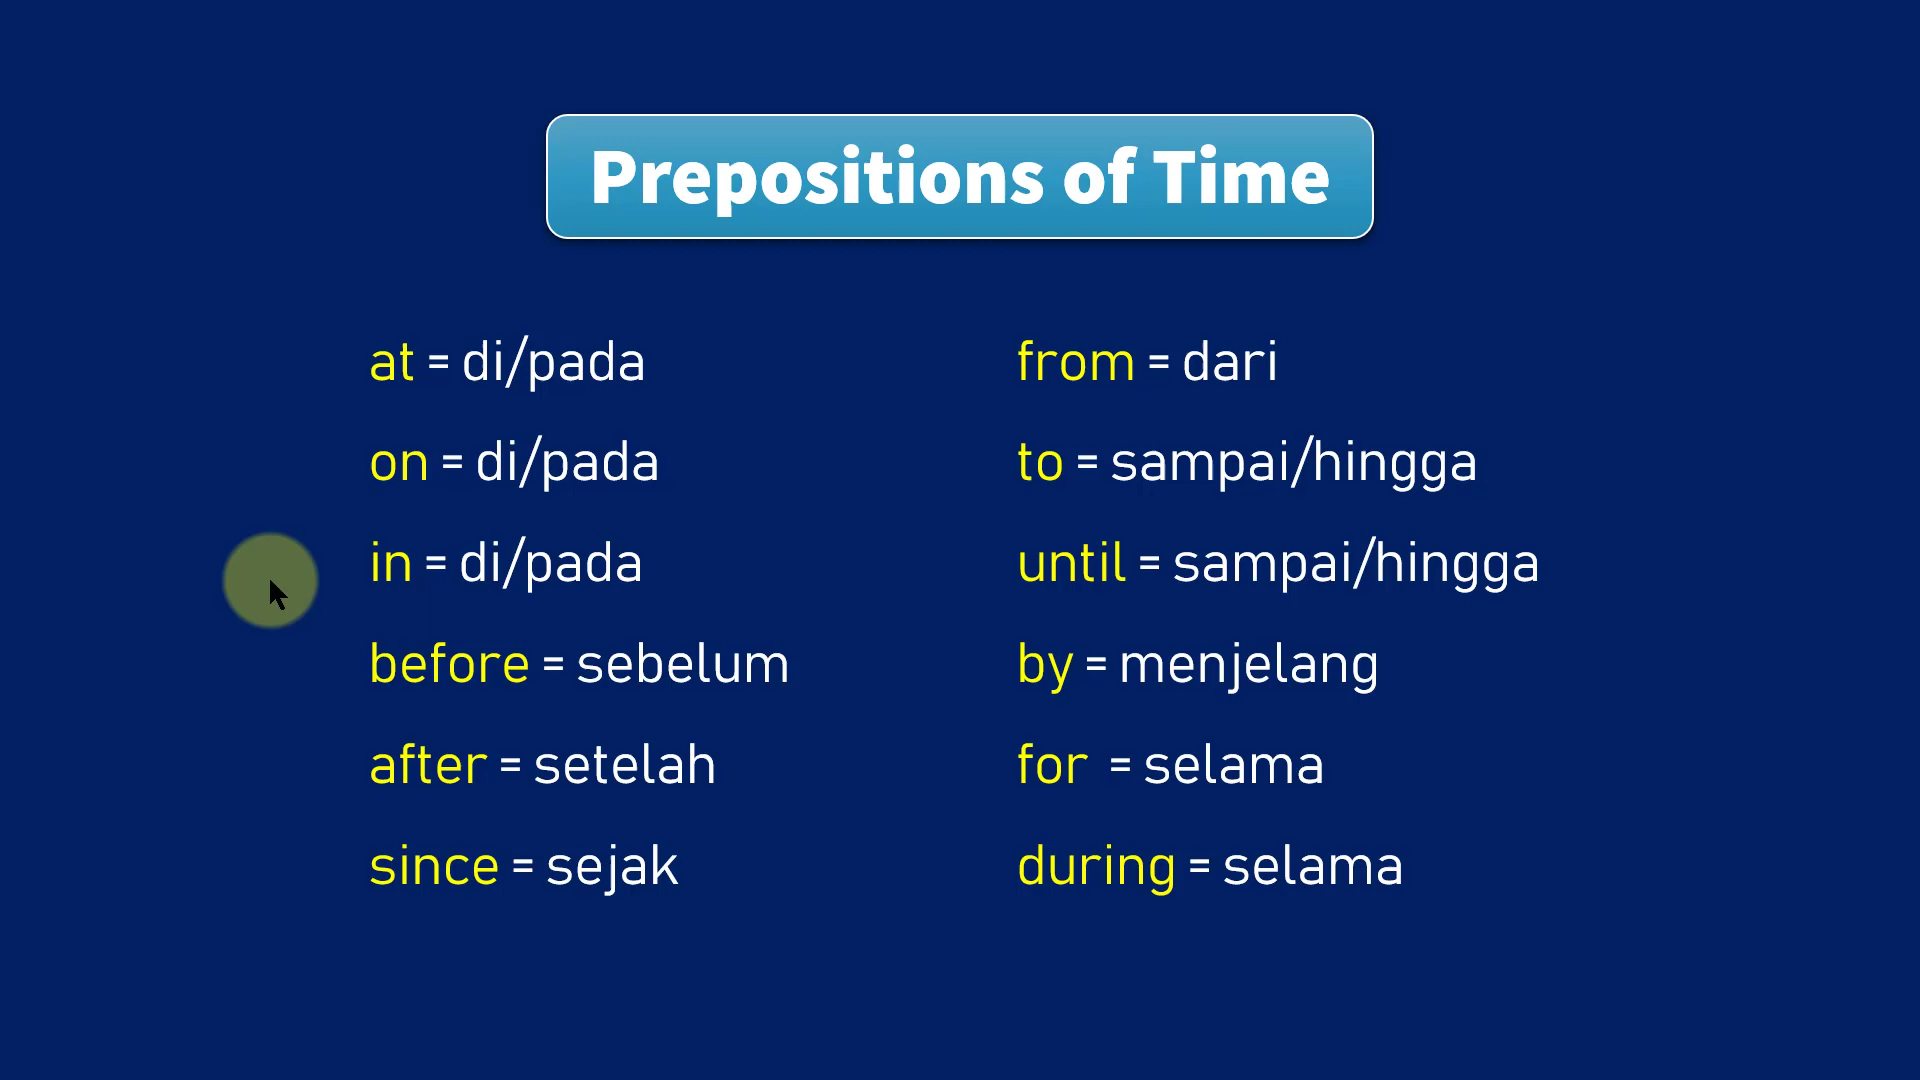 Prepositions of Time
at = di/pada
on = di/pada
in = di/pada
before = sebelum
after = setelah
since = sejak
from = dari
to = sampai/hingga
until = sampai/hingga
by = menjelang
for = selama
during = selama